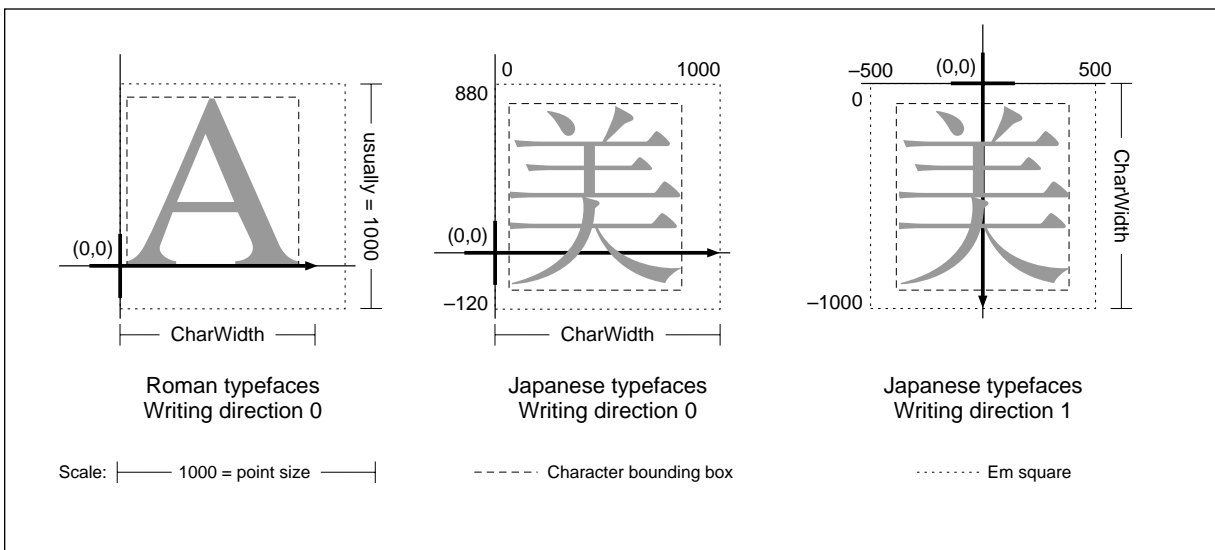 A
(0,0)
usually = 1000
CharWidth
Roman typefaces
Writing direction 0
0 1000
880
美
(0,0)
–120
CharWidth
Japanese typefaces
Writing direction 0
–500 (0,0) 500
0
美
CharWidth
–1000
Japanese typefaces
Writing direction 1
Scale: 1000 = point size
Character bounding box
Em square